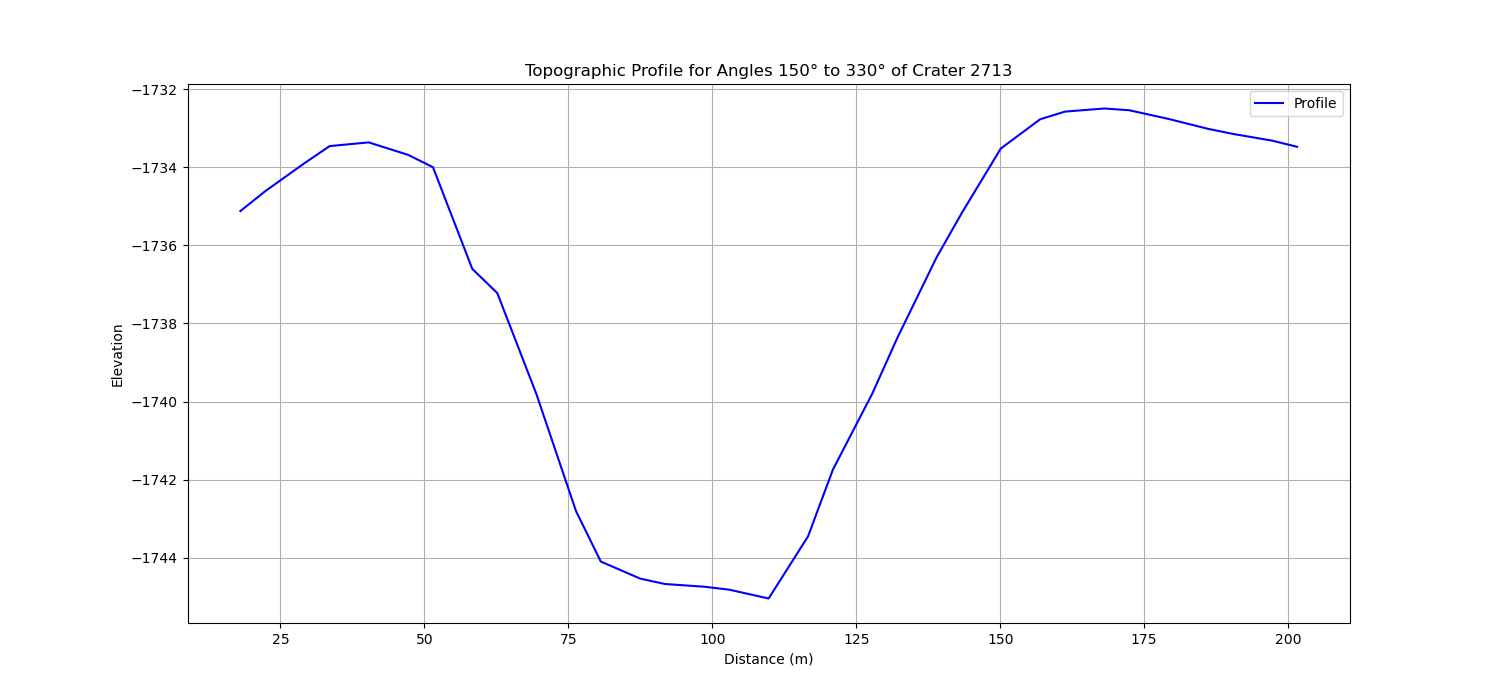 Topographic Profile for Angles 150° to 330° of Crater 2713
Profile
−1732
−1734
−1736
−1738
−1740
−1742
−1744
Elevation
25 50 75 100 125 150 175 200
Distance (m)